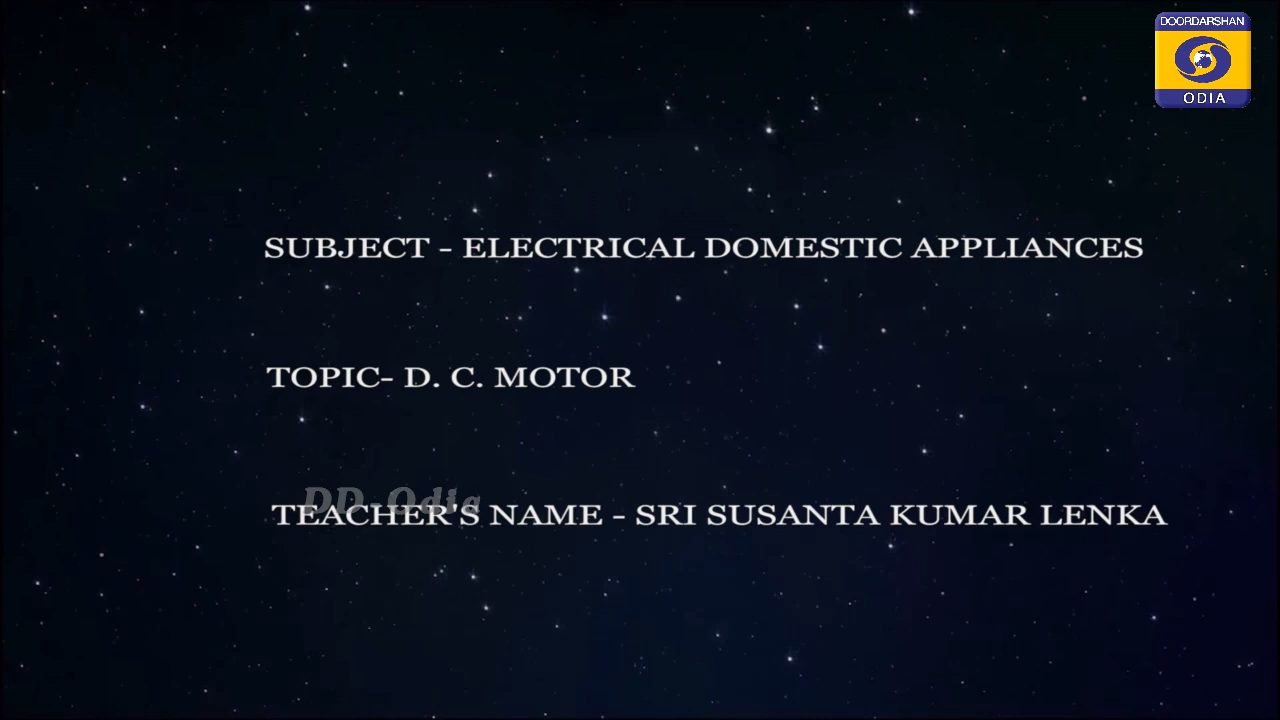 DOORDARSHAN
ODIA
SUBJECT - ELECTRICAL DOMESTIC APPLIANCES
TOPIC- D. C. MOTOR
DD-Odia
TEACHER'S NAME - SRI SUSANTA KUMAR LENKA